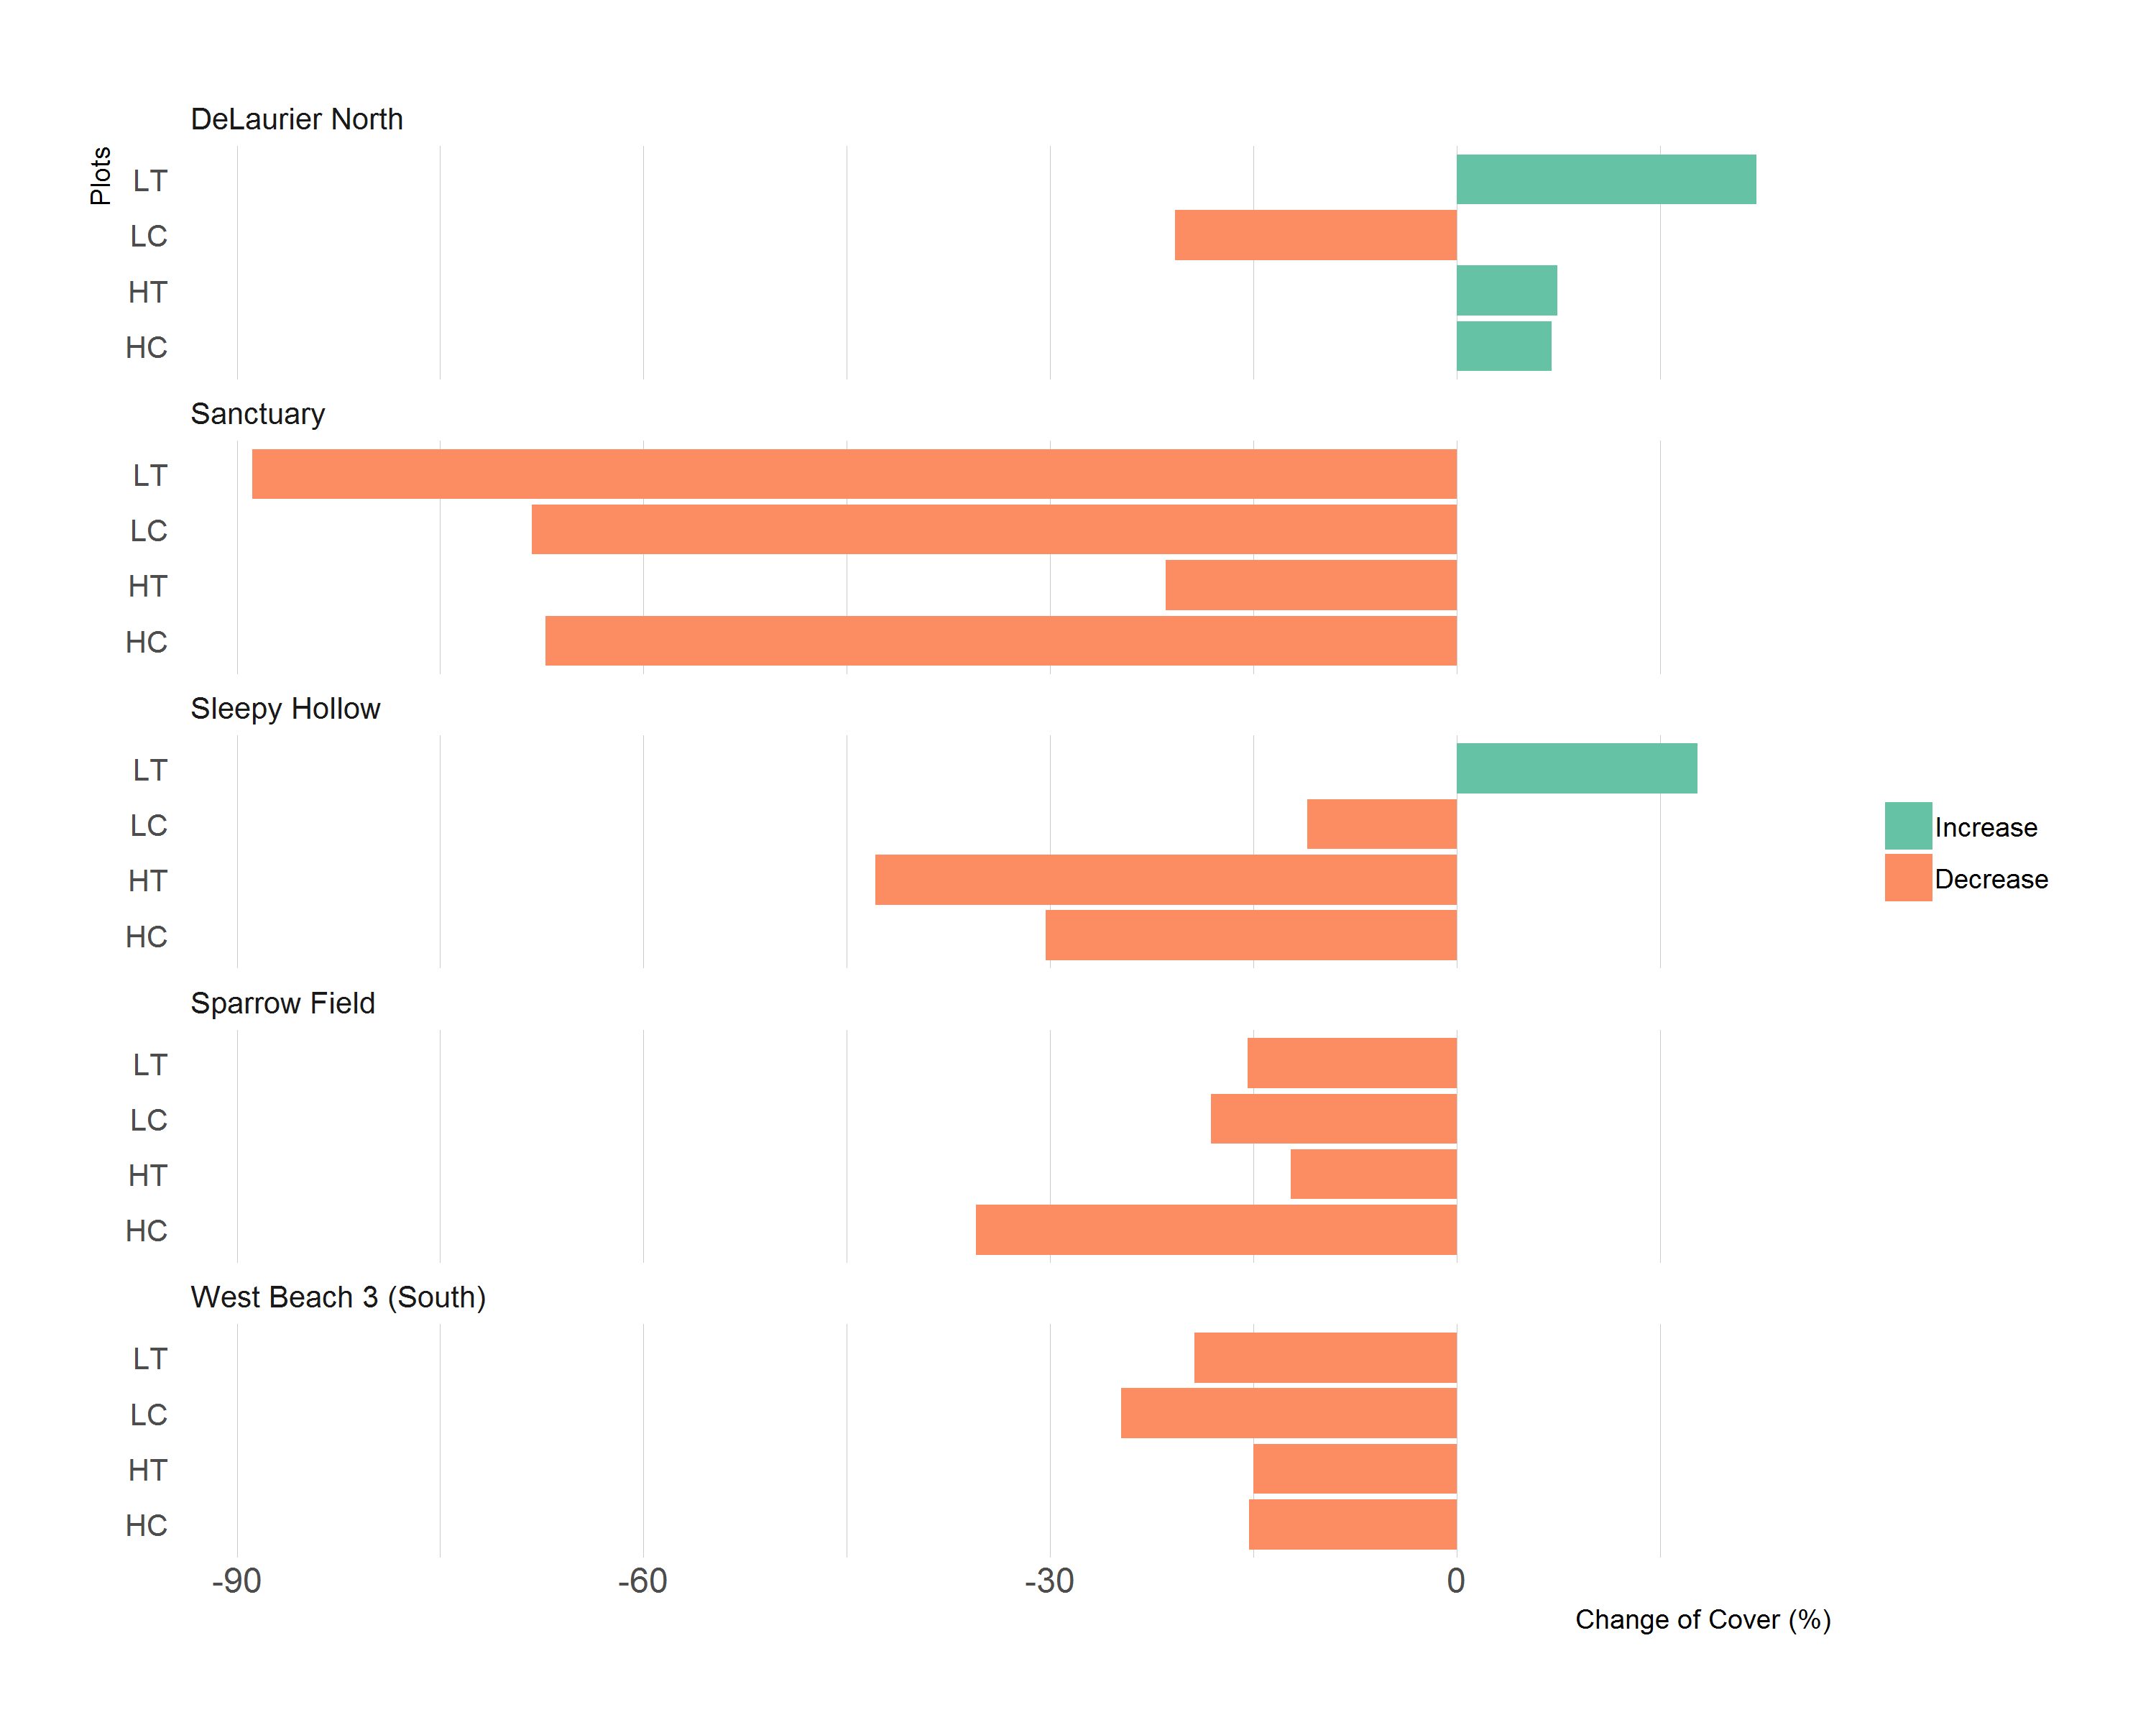 DeLaurier North
Plots
LT
LC
HT
HC
Sanctuary
LT
LC
HT
HC
Sleepy Hollow
LT
LC
HT
HC
Increase
Decrease
Sparrow Field
LT
LC
HT
HC
West Beach 3 (South)
LT
LC
HT
HC
-90 -60 -30 0
Change of Cover (%)